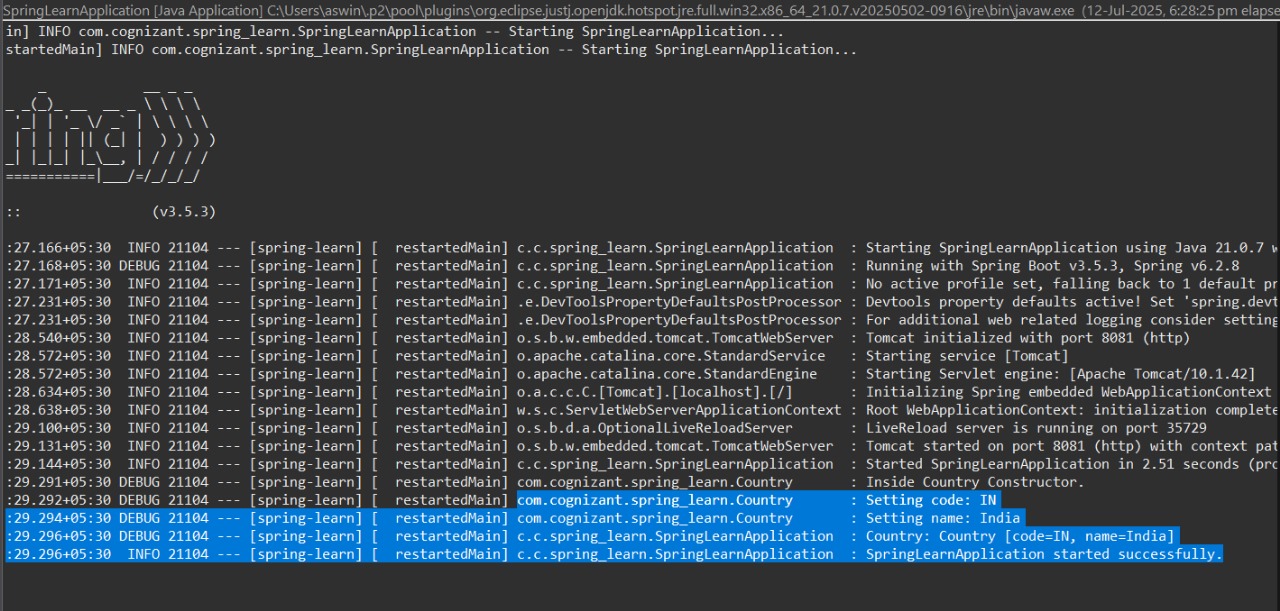 SpringLearnApplication [Java Application] C:\Users\aswin\.p2\pool\plugins\org.eclipse.justj.openjdk.hotspot.jre.full.win32.x86_64_21.0.7.v20250502-0916\jre\bin\javaw.exe (12-Jul-2025, 6:28:25 pm elapse
in] INFO com.cognizant.spring_learn.SpringLearnApplication -- Starting SpringLearnApplication...
startedMain] INFO com.cognizant.spring_learn.SpringLearnApplication -- Starting SpringLearnApplication...
      _            __ _ _
_ _(_)_ __  __ _ \ \ \ \
 '_| | '_ \/ _` | \ \ \ \
 | | | | | || (_| |  ) ) ) )
_| |_|_| |_\__, | / / / /
===========|___/=/_/_/_/
::                (v3.5.3)
:27.166+05:30  INFO 21104 --- [spring-learn] [  restartedMain] c.c.spring_learn.SpringLearnApplication  : Starting SpringLearnApplication using Java 21.0.7 w
:27.168+05:30 DEBUG 21104 --- [spring-learn] [  restartedMain] c.c.spring_learn.SpringLearnApplication  : Running with Spring Boot v3.5.3, Spring v6.2.8
:27.171+05:30  INFO 21104 --- [spring-learn] [  restartedMain] c.c.spring_learn.SpringLearnApplication  : No active profile set, falling back to 1 default pr
:27.231+05:30  INFO 21104 --- [spring-learn] [  restartedMain] .e.DevToolsPropertyDefaultsPostProcessor : Devtools property defaults active! Set 'spring.devt
:27.231+05:30  INFO 21104 --- [spring-learn] [  restartedMain] .e.DevToolsPropertyDefaultsPostProcessor : For additional web related logging consider setting
:28.540+05:30  INFO 21104 --- [spring-learn] [  restartedMain] o.s.b.w.embedded.tomcat.TomcatWebServer  : Tomcat initialized with port 8081 (http)
:28.572+05:30  INFO 21104 --- [spring-learn] [  restartedMain] o.apache.catalina.core.StandardService   : Starting service [Tomcat]
:28.572+05:30  INFO 21104 --- [spring-learn] [  restartedMain] o.apache.catalina.core.StandardEngine    : Starting Servlet engine: [Apache Tomcat/10.1.42]
:28.634+05:30  INFO 21104 --- [spring-learn] [  restartedMain] o.a.c.c.C.[Tomcat].[localhost].[/]       : Initializing Spring embedded WebApplicationContext
:28.638+05:30  INFO 21104 --- [spring-learn] [  restartedMain] w.s.c.ServletWebServerApplicationContext : Root WebApplicationContext: initialization complete
:29.100+05:30  INFO 21104 --- [spring-learn] [  restartedMain] o.s.b.d.a.OptionalLiveReloadServer       : LiveReload server is running on port 35729
:29.131+05:30  INFO 21104 --- [spring-learn] [  restartedMain] o.s.b.w.embedded.tomcat.TomcatWebServer  : Tomcat started on port 8081 (http) with context pat
:29.144+05:30  INFO 21104 --- [spring-learn] [  restartedMain] c.c.spring_learn.SpringLearnApplication  : Started SpringLearnApplication in 2.51 seconds (pro
:29.291+05:30 DEBUG 21104 --- [spring-learn] [  restartedMain] com.cognizant.spring_learn.Country       : Inside Country Constructor.
:29.292+05:30 DEBUG 21104 --- [spring-learn] [  restartedMain] com.cognizant.spring_learn.Country       : Setting code: IN
:29.294+05:30 DEBUG 21104 --- [spring-learn] [  restartedMain] com.cognizant.spring_learn.Country       : Setting name: India
:29.296+05:30 DEBUG 21104 --- [spring-learn] [  restartedMain] c.c.spring_learn.SpringLearnApplication  : Country: Country [code=IN, name=India]
:29.296+05:30  INFO 21104 --- [spring-learn] [  restartedMain] c.c.spring_learn.SpringLearnApplication  : SpringLearnApplication started successfully.